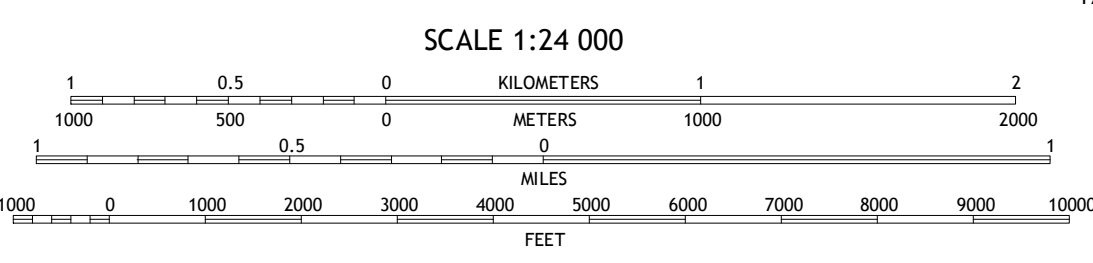 SCALE 1:24 000
1 0.5 0 KILOMETERS 1 2
1000 500 0 METERS 1000 2000
1 0.5 0 1
MILES
1000 0 1000 2000 3000 4000 5000 6000 7000 8000 9000 10000
FEET